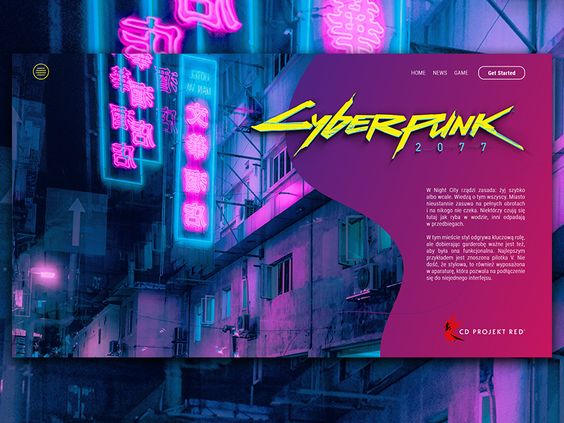 HOME NEWS GAME Get Started
CYBERPUNK
2077
W Night City rządzi zasada: żyj szybko
albo wcale. Wiedzą o tym wszyscy. Miasto
nieustannie zasuwa na pełnych obrotach
i na nikogo nie czeka. Niektórzy czują się
tutaj jak ryba w wodzie, inni odpadają
w przedbiegach.
W tym mieście styl odgrywa kluczową rolę,
ale dobierając garderobę ważne jest też,
aby była ona funkcjonalna. Najlepszym
przykładem jest znoszona pilotka V. Nie
dość, że stylowa, to również wyposażona
w aparaturę, która pozwala na podłączenie
się do niejednego interfejsu.
CD PROJEKT RED